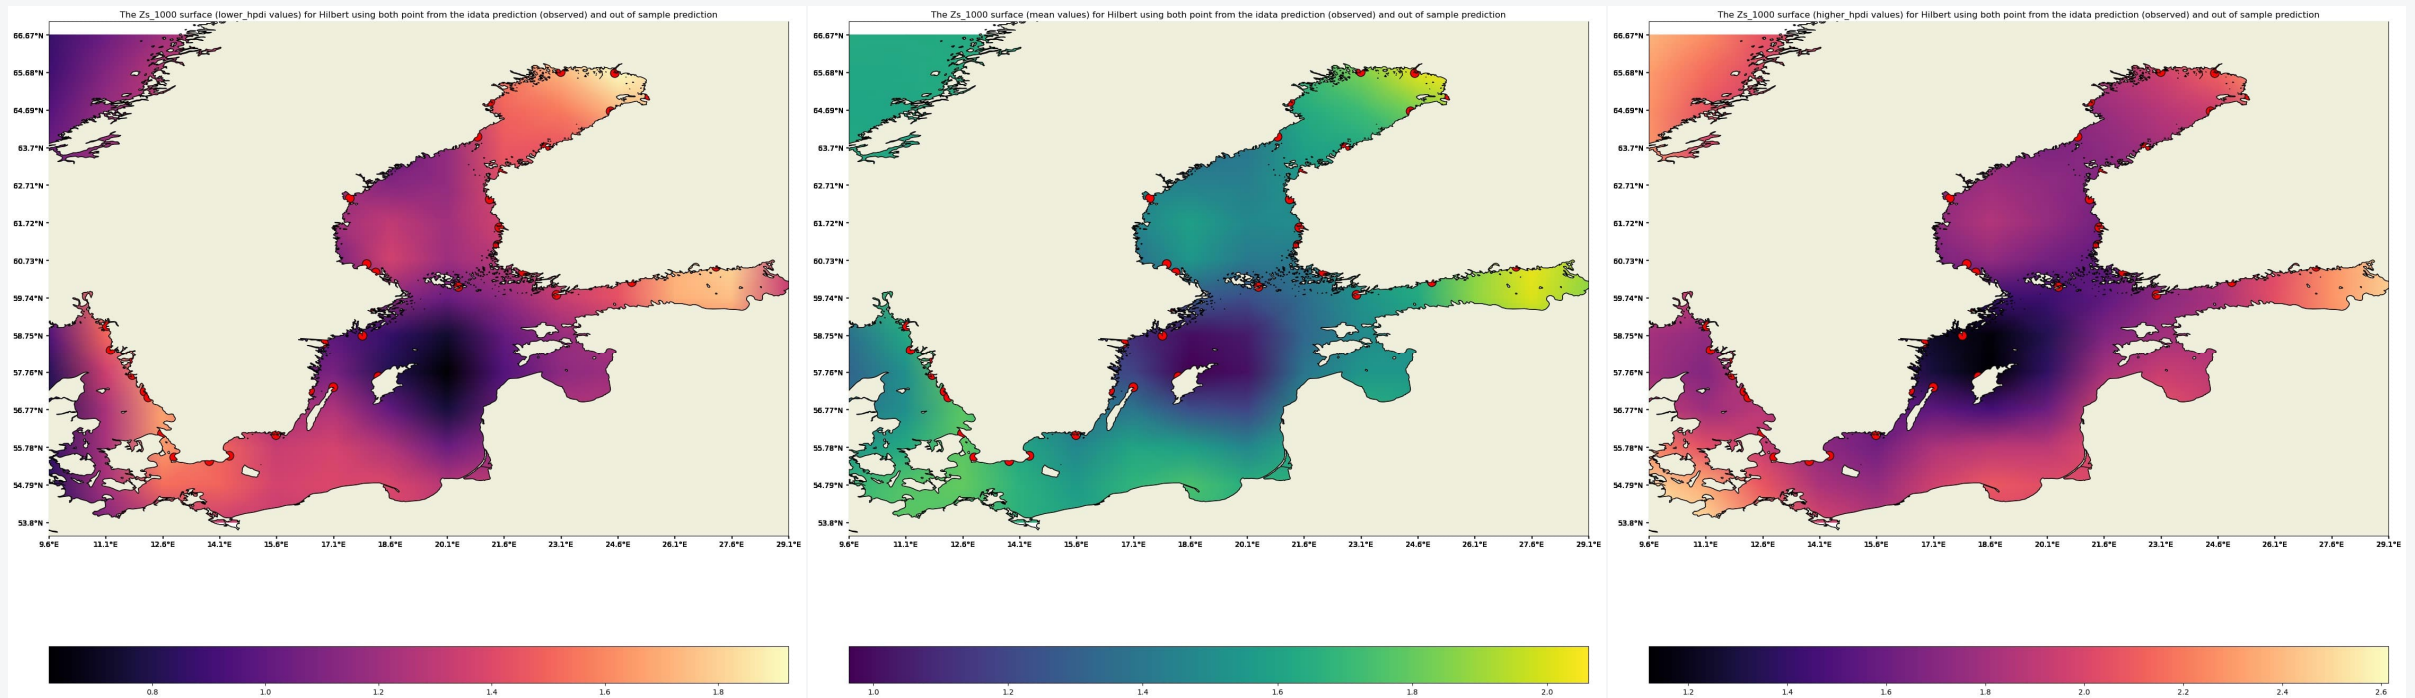 The Zs_1000 surface (lower_hpdi values) for Hilbert using both point from the idata prediction (observed) and out of sample prediction
66.67°N
65.68°N
64.69°N
63.7°N
62.71°N
61.72°N
60.73°N
59.74°N
58.75°N
57.76°N
56.77°N
55.78°N
54.79°N
53.8°N
9.6°E 11.1°E 12.6°E 14.1°E 15.6°E 17.1°E 18.6°E 20.1°E 21.6°E 23.1°E 24.6°E 26.1°E 27.6°E 29.1°E
0.8 1.0 1.2 1.4 1.6 1.8
The Zs_1000 surface (mean values) for Hilbert using both point from the idata prediction (observed) and out of sample prediction
66.67°N
65.68°N
64.69°N
63.7°N
62.71°N
61.72°N
60.73°N
59.74°N
58.75°N
57.76°N
56.77°N
55.78°N
54.79°N
53.8°N
9.6°E 11.1°E 12.6°E 14.1°E 15.6°E 17.1°E 18.6°E 20.1°E 21.6°E 23.1°E 24.6°E 26.1°E 27.6°E 29.1°E
1.0 1.2 1.4 1.6 1.8 2.0
The Zs_1000 surface (higher_hpdi values) for Hilbert using both point from the idata prediction (observed) and out of sample prediction
66.67°N
65.68°N
64.69°N
63.7°N
62.71°N
61.72°N
60.73°N
59.74°N
58.75°N
57.76°N
56.77°N
55.78°N
54.79°N
53.8°N
9.6°E 11.1°E 12.6°E 14.1°E 15.6°E 17.1°E 18.6°E 20.1°E 21.6°E 23.1°E 24.6°E 26.1°E 27.6°E 29.1°E
1.2 1.4 1.6 1.8 2.0 2.2 2.4 2.6